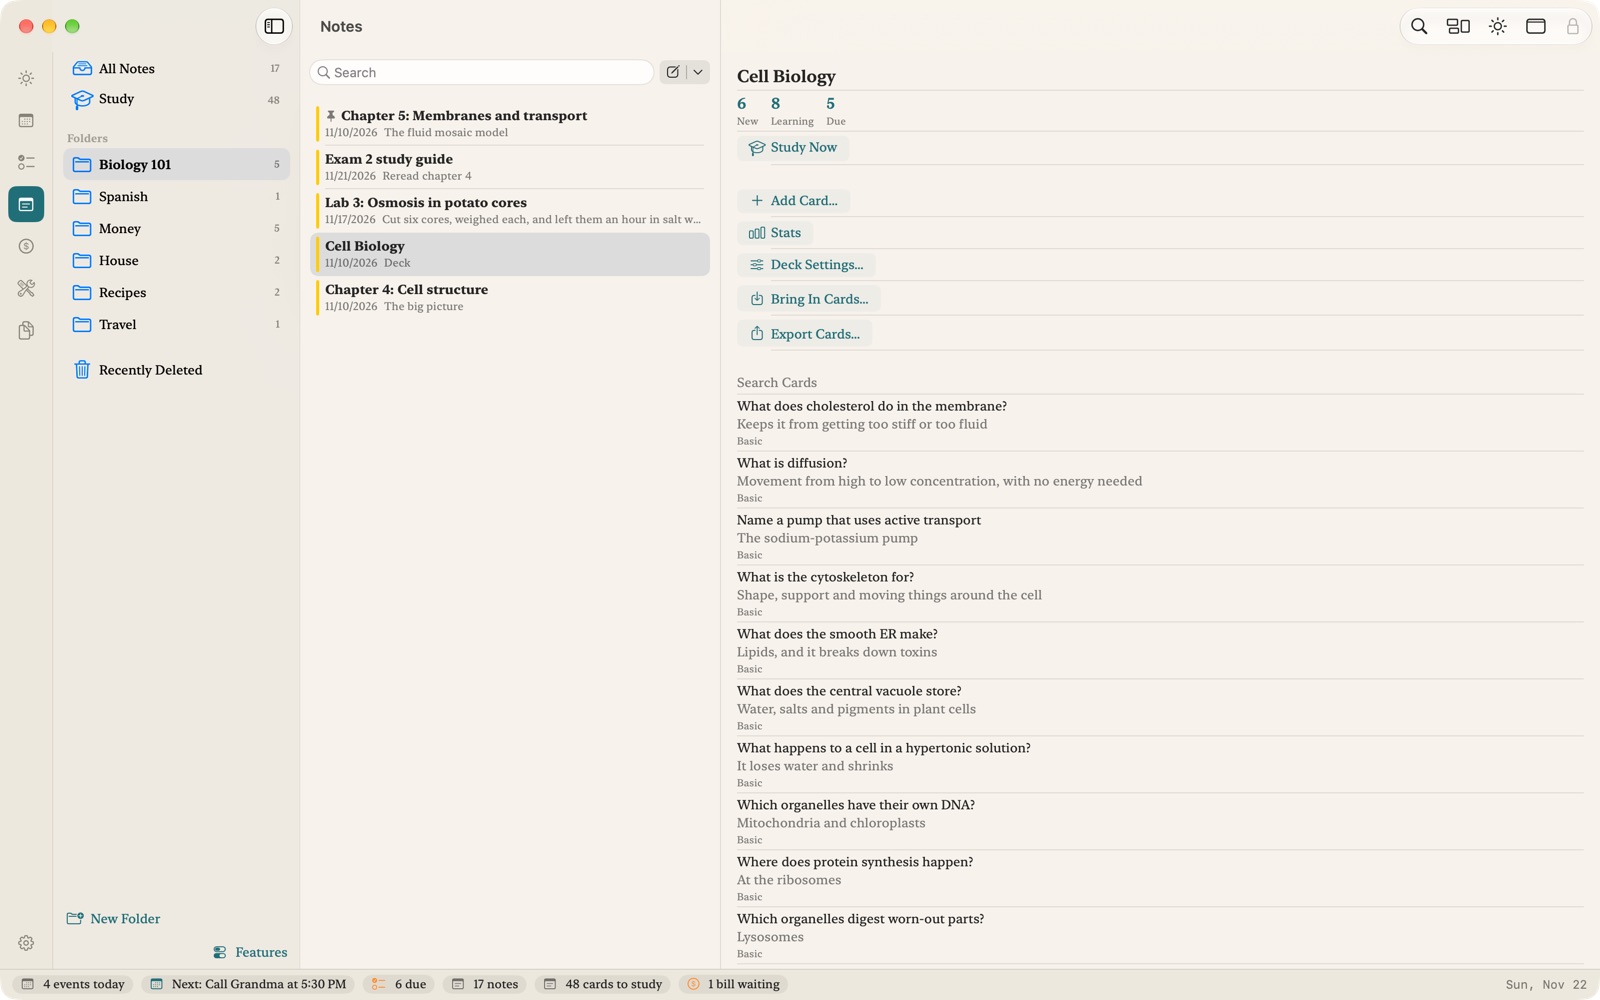 Notes
All Notes 17
Study 48
Folders
Biology 101 5
Spanish 1
Money 5
House 2
Recipes 2
Travel 1
Recently Deleted
New Folder
Features
Search
Chapter 5: Membranes and transport
11/10/2026 The fluid mosaic model
Exam 2 study guide
11/21/2026 Reread chapter 4
Lab 3: Osmosis in potato cores
11/17/2026 Cut six cores, weighed each, and left them an hour in salt w...
Cell Biology
11/10/2026 Deck
Chapter 4: Cell structure
11/10/2026 The big picture
Cell Biology
6 8 5
New Learning Due
Study Now
Add Card...
Stats
Deck Settings...
Bring In Cards...
Export Cards...
Search Cards
What does cholesterol do in the membrane?
Keeps it from getting too stiff or too fluid
Basic
What is diffusion?
Movement from high to low concentration, with no energy needed
Basic
Name a pump that uses active transport
The sodium-potassium pump
Basic
What is the cytoskeleton for?
Shape, support and moving things around the cell
Basic
What does the smooth ER make?
Lipids, and it breaks down toxins
Basic
What does the central vacuole store?
Water, salts and pigments in plant cells
Basic
What happens to a cell in a hypertonic solution?
It loses water and shrinks
Basic
Which organelles have their own DNA?
Mitochondria and chloroplasts
Basic
Where does protein synthesis happen?
At the ribosomes
Basic
Which organelles digest worn-out parts?
Lysosomes
Basic
4 events today Next: Call Grandma at 5:30 PM 6 due 17 notes 48 cards to study 1 bill waiting Sun, Nov 22